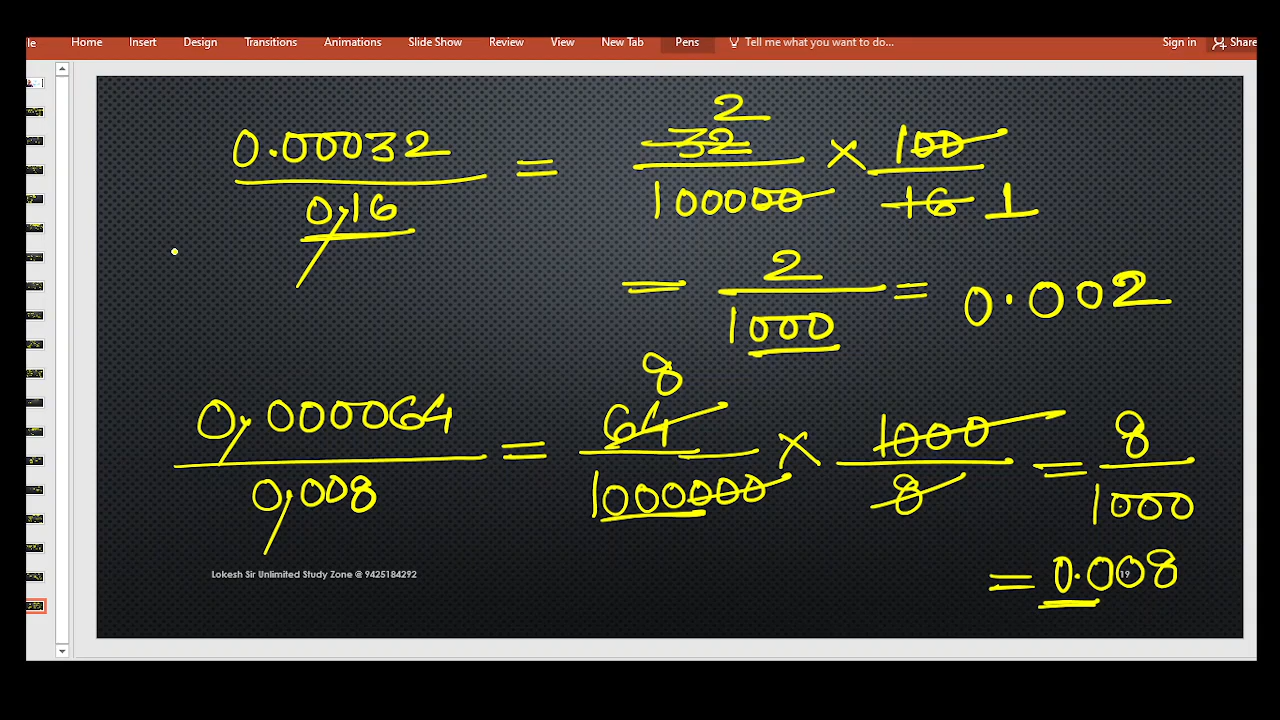 le Home Insert Design Transitions Animations Slide Show Review View New Tab Pens Tell me what you want to do... Sign in Share
0.00032 / 0.16 = 32 / 100000 × 100 / 16
2
1
= 2 / 1000 = 0.002
8
0.000064 / 0.008 = 64 / 1000000 × 1000 / 8 = 8 / 1000
= 0.008
Lokesh Sir Unlimited Study Zone @ 9425184292
19